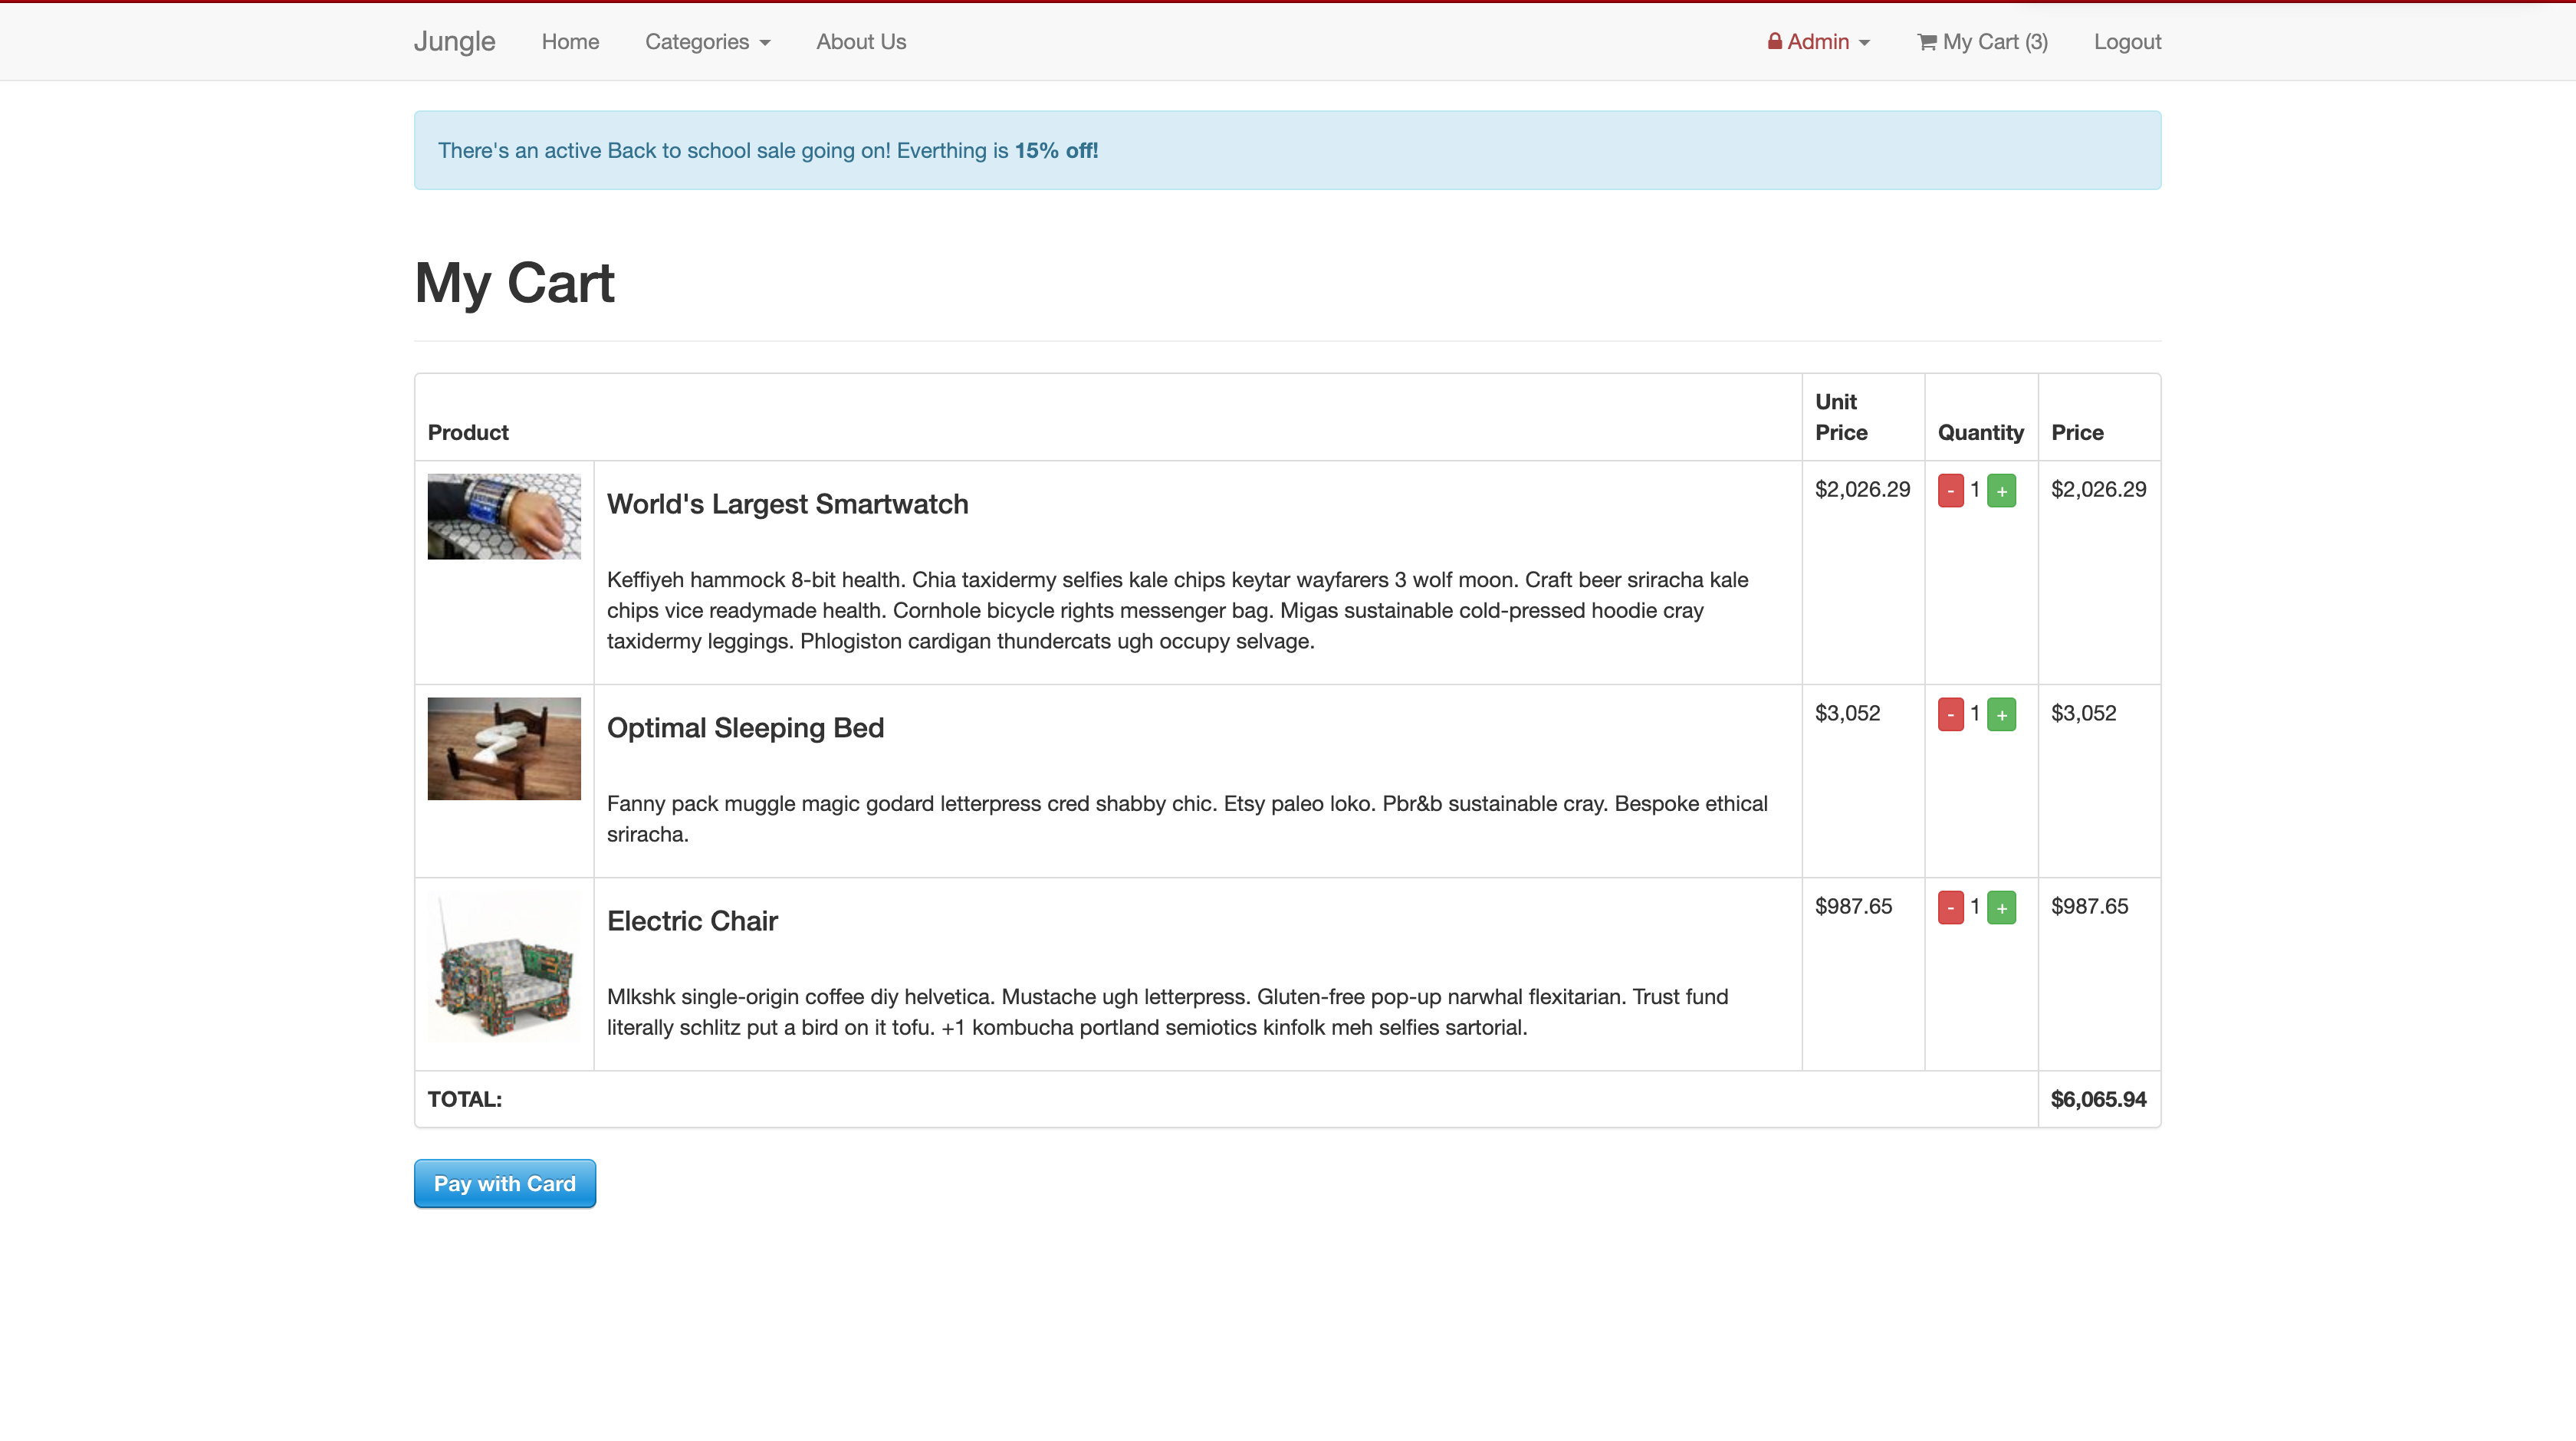 Jungle Home Categories About Us Admin My Cart (3) Logout
There's an active Back to school sale going on! Everthing is 15% off!
My Cart
Product Unit Price Quantity Price
World's Largest Smartwatch $2,026.29 - 1 + $2,026.29
Keffiyeh hammock 8-bit health. Chia taxidermy selfies kale chips keytar wayfarers 3 wolf moon. Craft beer sriracha kale
chips vice readymade health. Cornhole bicycle rights messenger bag. Migas sustainable cold-pressed hoodie cray
taxidermy leggings. Phlogiston cardigan thundercats ugh occupy selvage.
Optimal Sleeping Bed $3,052 - 1 + $3,052
Fanny pack muggle magic godard letterpress cred shabby chic. Etsy paleo loko. Pbr&b sustainable cray. Bespoke ethical
sriracha.
Electric Chair $987.65 - 1 + $987.65
Mlkshk single-origin coffee diy helvetica. Mustache ugh letterpress. Gluten-free pop-up narwhal flexitarian. Trust fund
literally schlitz put a bird on it tofu. +1 kombucha portland semiotics kinfolk meh selfies sartorial.
TOTAL: $6,065.94
Pay with Card